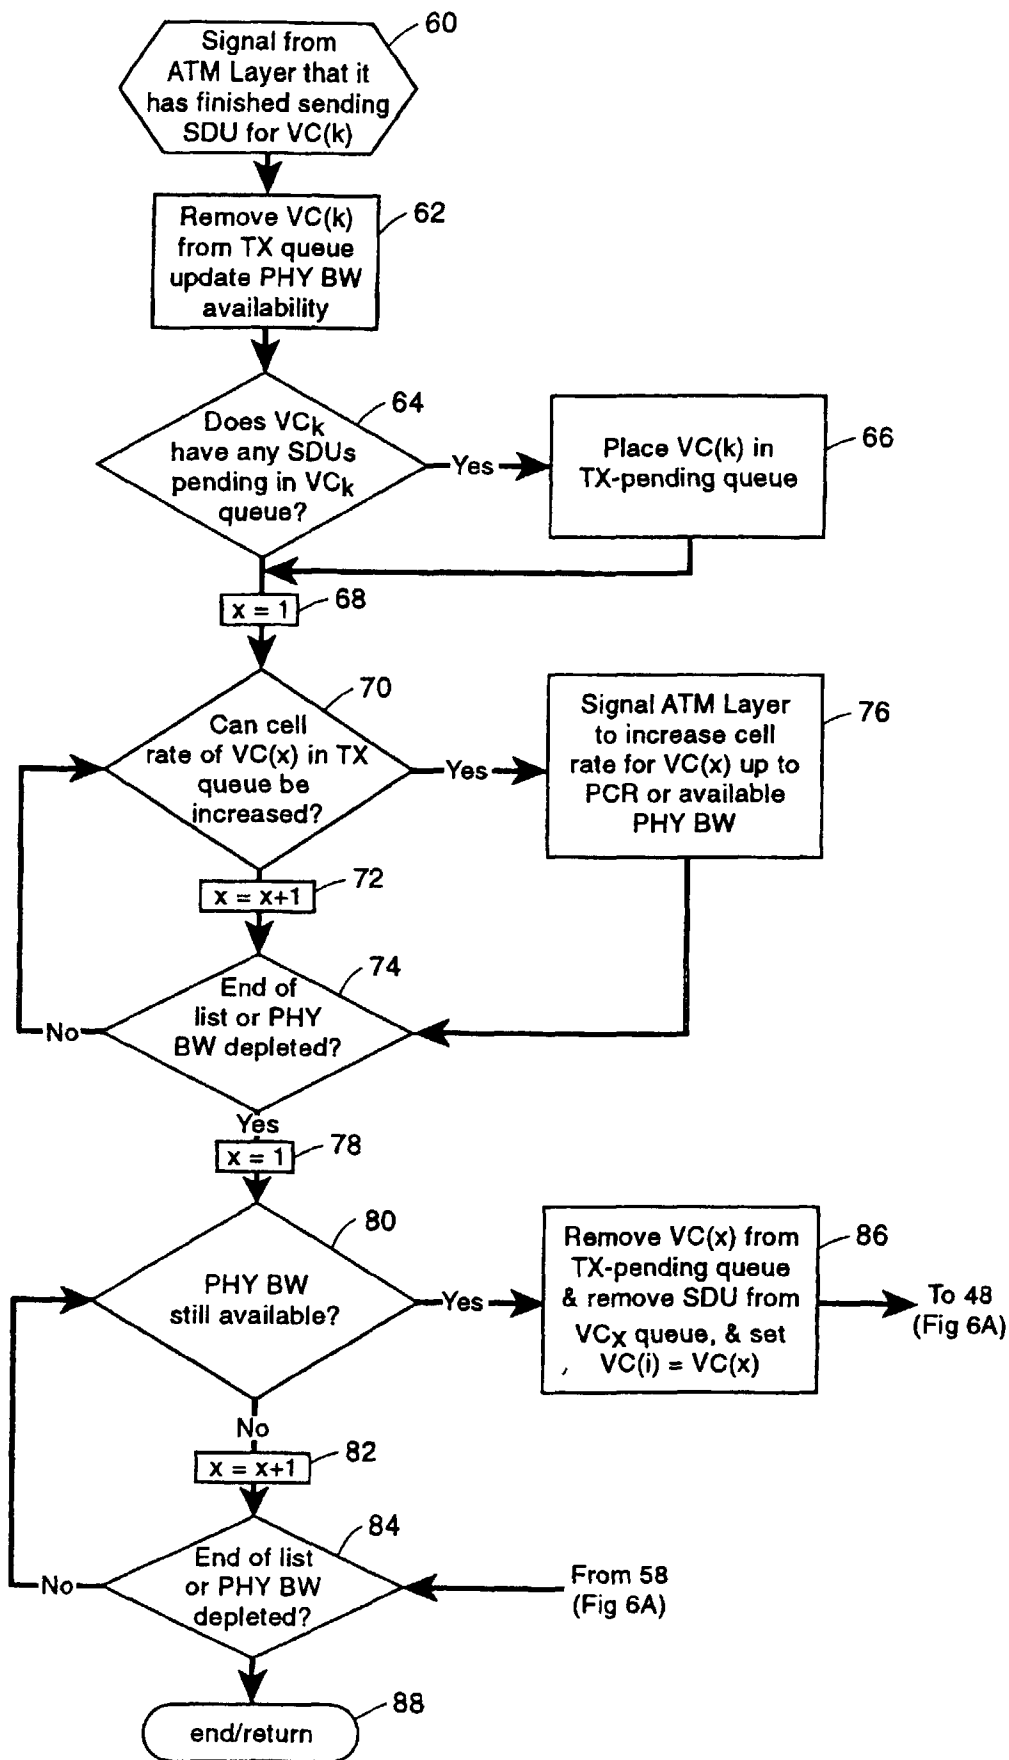 60
Signal from
ATM Layer that it
has finished sending
SDU for VC(k)
62
Remove VC(k)
from TX queue
update PHY BW
availability
64
Does VCk
have any SDUs
pending in VCk
queue?
Yes
66
Place VC(k) in
TX-pending queue
x = 1
68
70
Can cell
rate of VC(x) in TX
queue be
increased?
Yes
76
Signal ATM Layer
to increase cell
rate for VC(x) up to
PCR or available
PHY BW
x = x+1
72
74
End of
list or PHY
BW depleted?
No
Yes
x = 1
78
80
PHY BW
still available?
Yes
86
Remove VC(x) from
TX-pending queue
& remove SDU from
VCx queue, & set
VC(i) = VC(x)
To 48
(Fig 6A)
No
x = x+1
82
84
End of list
or PHY BW
depleted?
No
From 58
(Fig 6A)
88
end/return